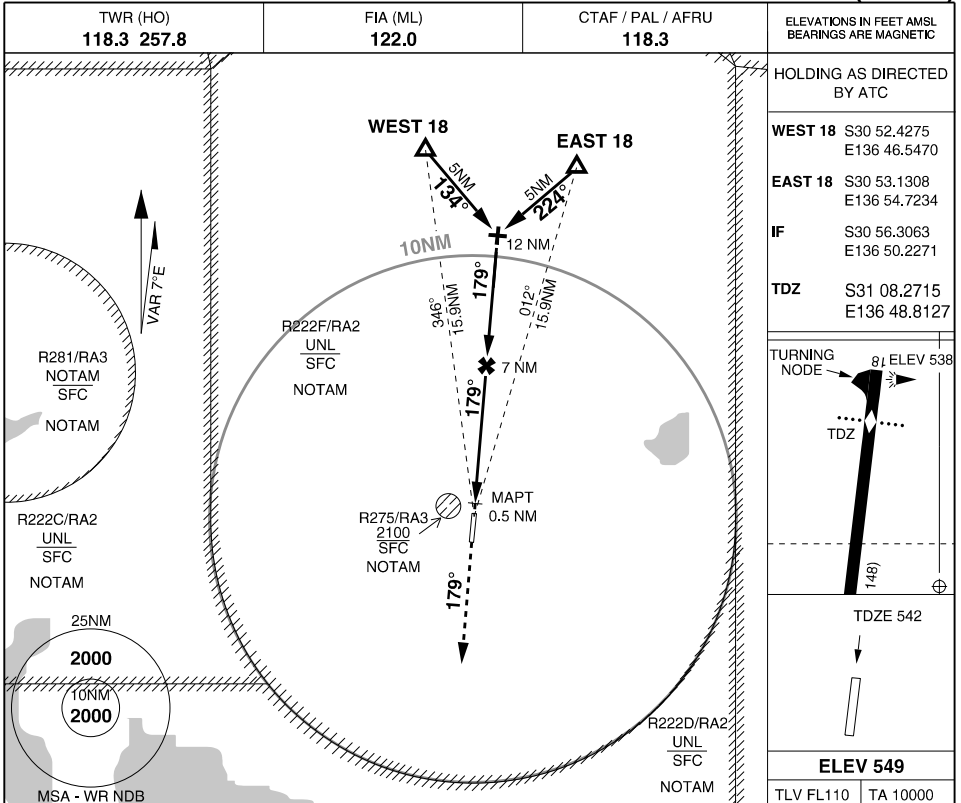 TWR (HO)
118.3 257.8
FIA (ML)
122.0
CTAF / PAL / AFRU
118.3
ELEVATIONS IN FEET AMSL
BEARINGS ARE MAGNETIC
HOLDING AS DIRECTED
BY ATC
WEST 18 S30 52.4275
E136 46.5470
EAST 18 S30 53.1308
E136 54.7234
IF S30 56.3063
E136 50.2271
TDZ S31 08.2715
E136 48.8127
WEST 18
EAST 18
5NM
134°
5NM
224°
12 NM
10NM
179°
346°
15.9NM
012°
15.9NM
VAR 7°E
R222F/RA2
UNL
SFC
NOTAM
7 NM
179°
R281/RA3
NOTAM
SFC
NOTAM
MAPT
0.5 NM
R275/RA3
2100
SFC
NOTAM
R222C/RA2
UNL
SFC
NOTAM
179°
25NM
2000
10NM
2000
MSA - WR NDB
R222D/RA2
UNL
SFC
NOTAM
TURNING
NODE
18
ELEV 538
TDZ
148)
TDZE 542
ELEV 549
TLV FL110
TA 10000